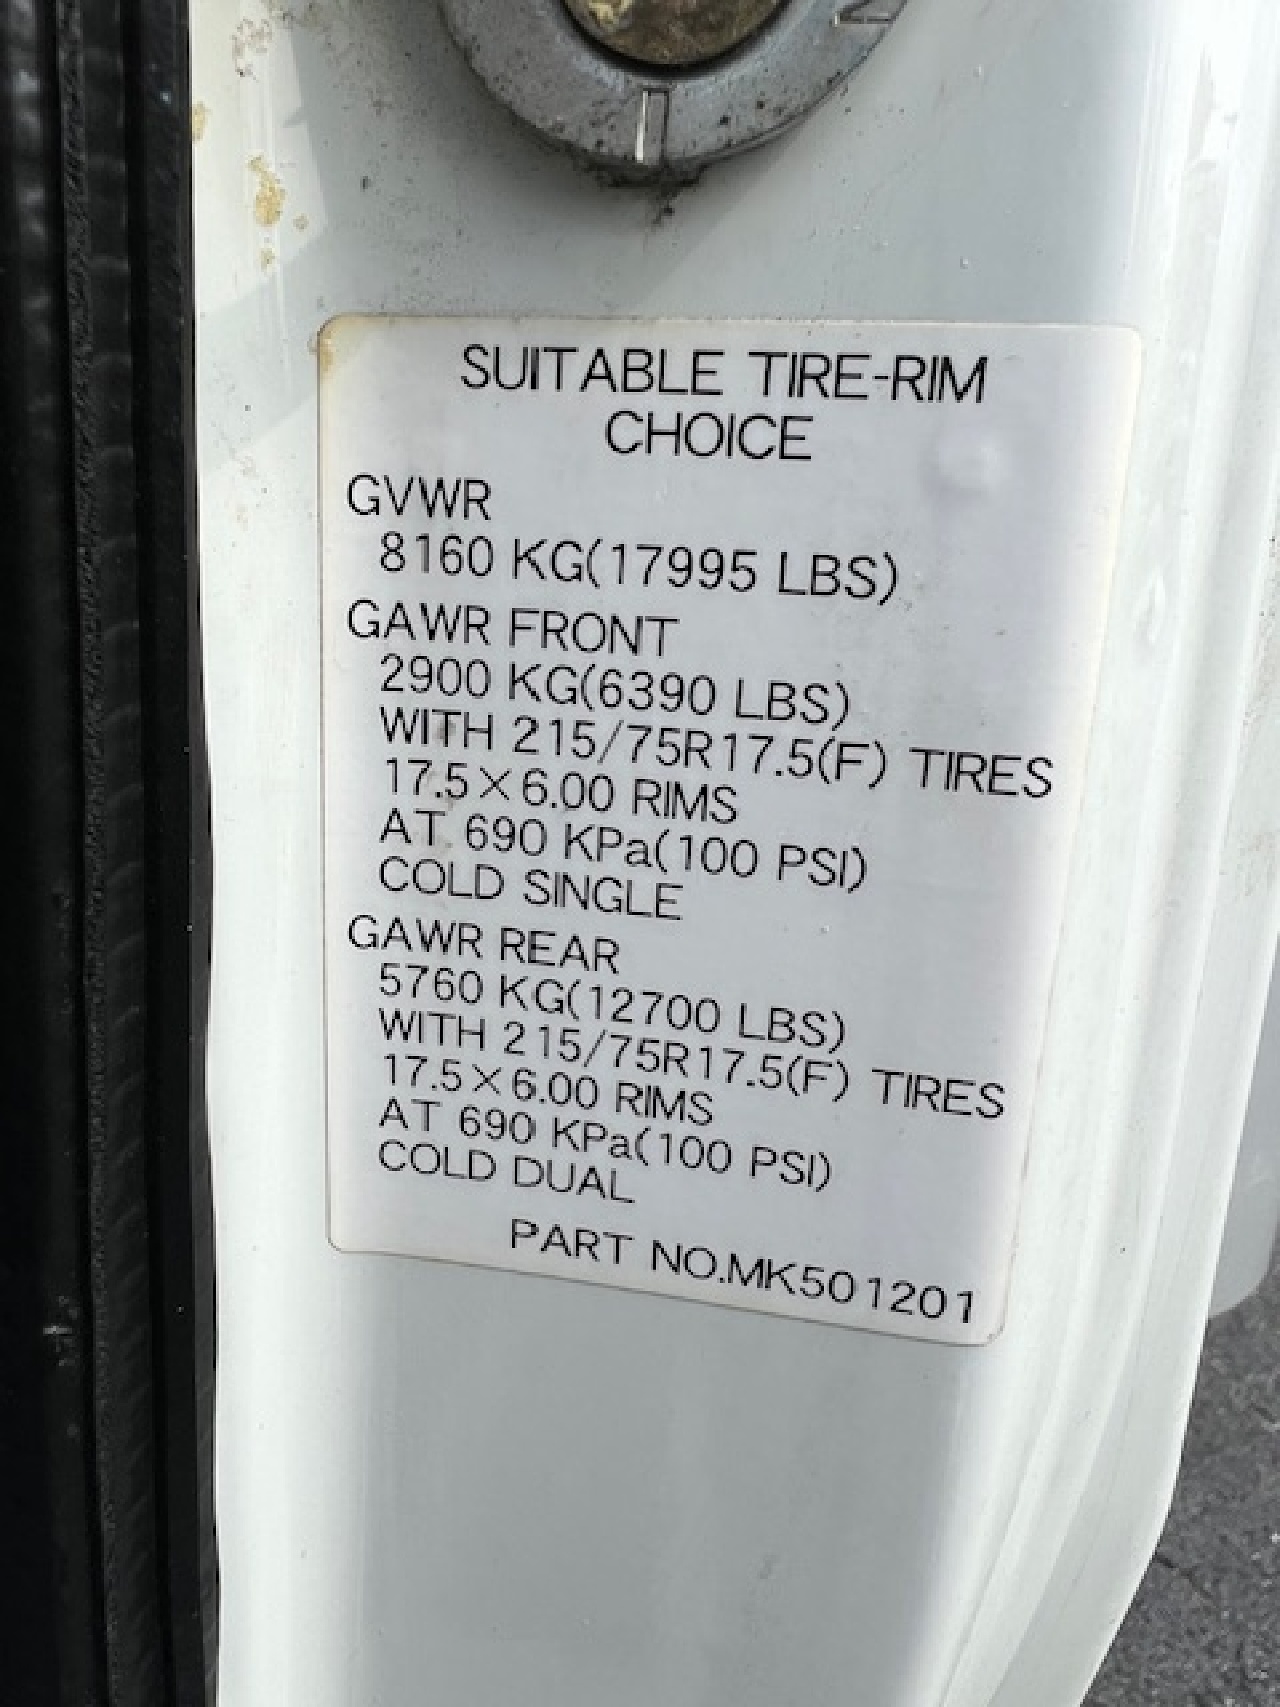 SUITABLE TIRE-RIM
CHOICE
GVWR
8160 KG(17995 LBS)
GAWR FRONT
2900 KG(6390 LBS)
WITH 215/75R17.5(F) TIRES
17.5×6.00 RIMS
AT 690 KPa(100 PSI)
COLD SINGLE
GAWR REAR
5760 KG(12700 LBS)
WITH 215/75R17.5(F) TIRES
17.5×6.00 RIMS
AT 690 KPa(100 PSI)
COLD DUAL
PART NO.MK501201